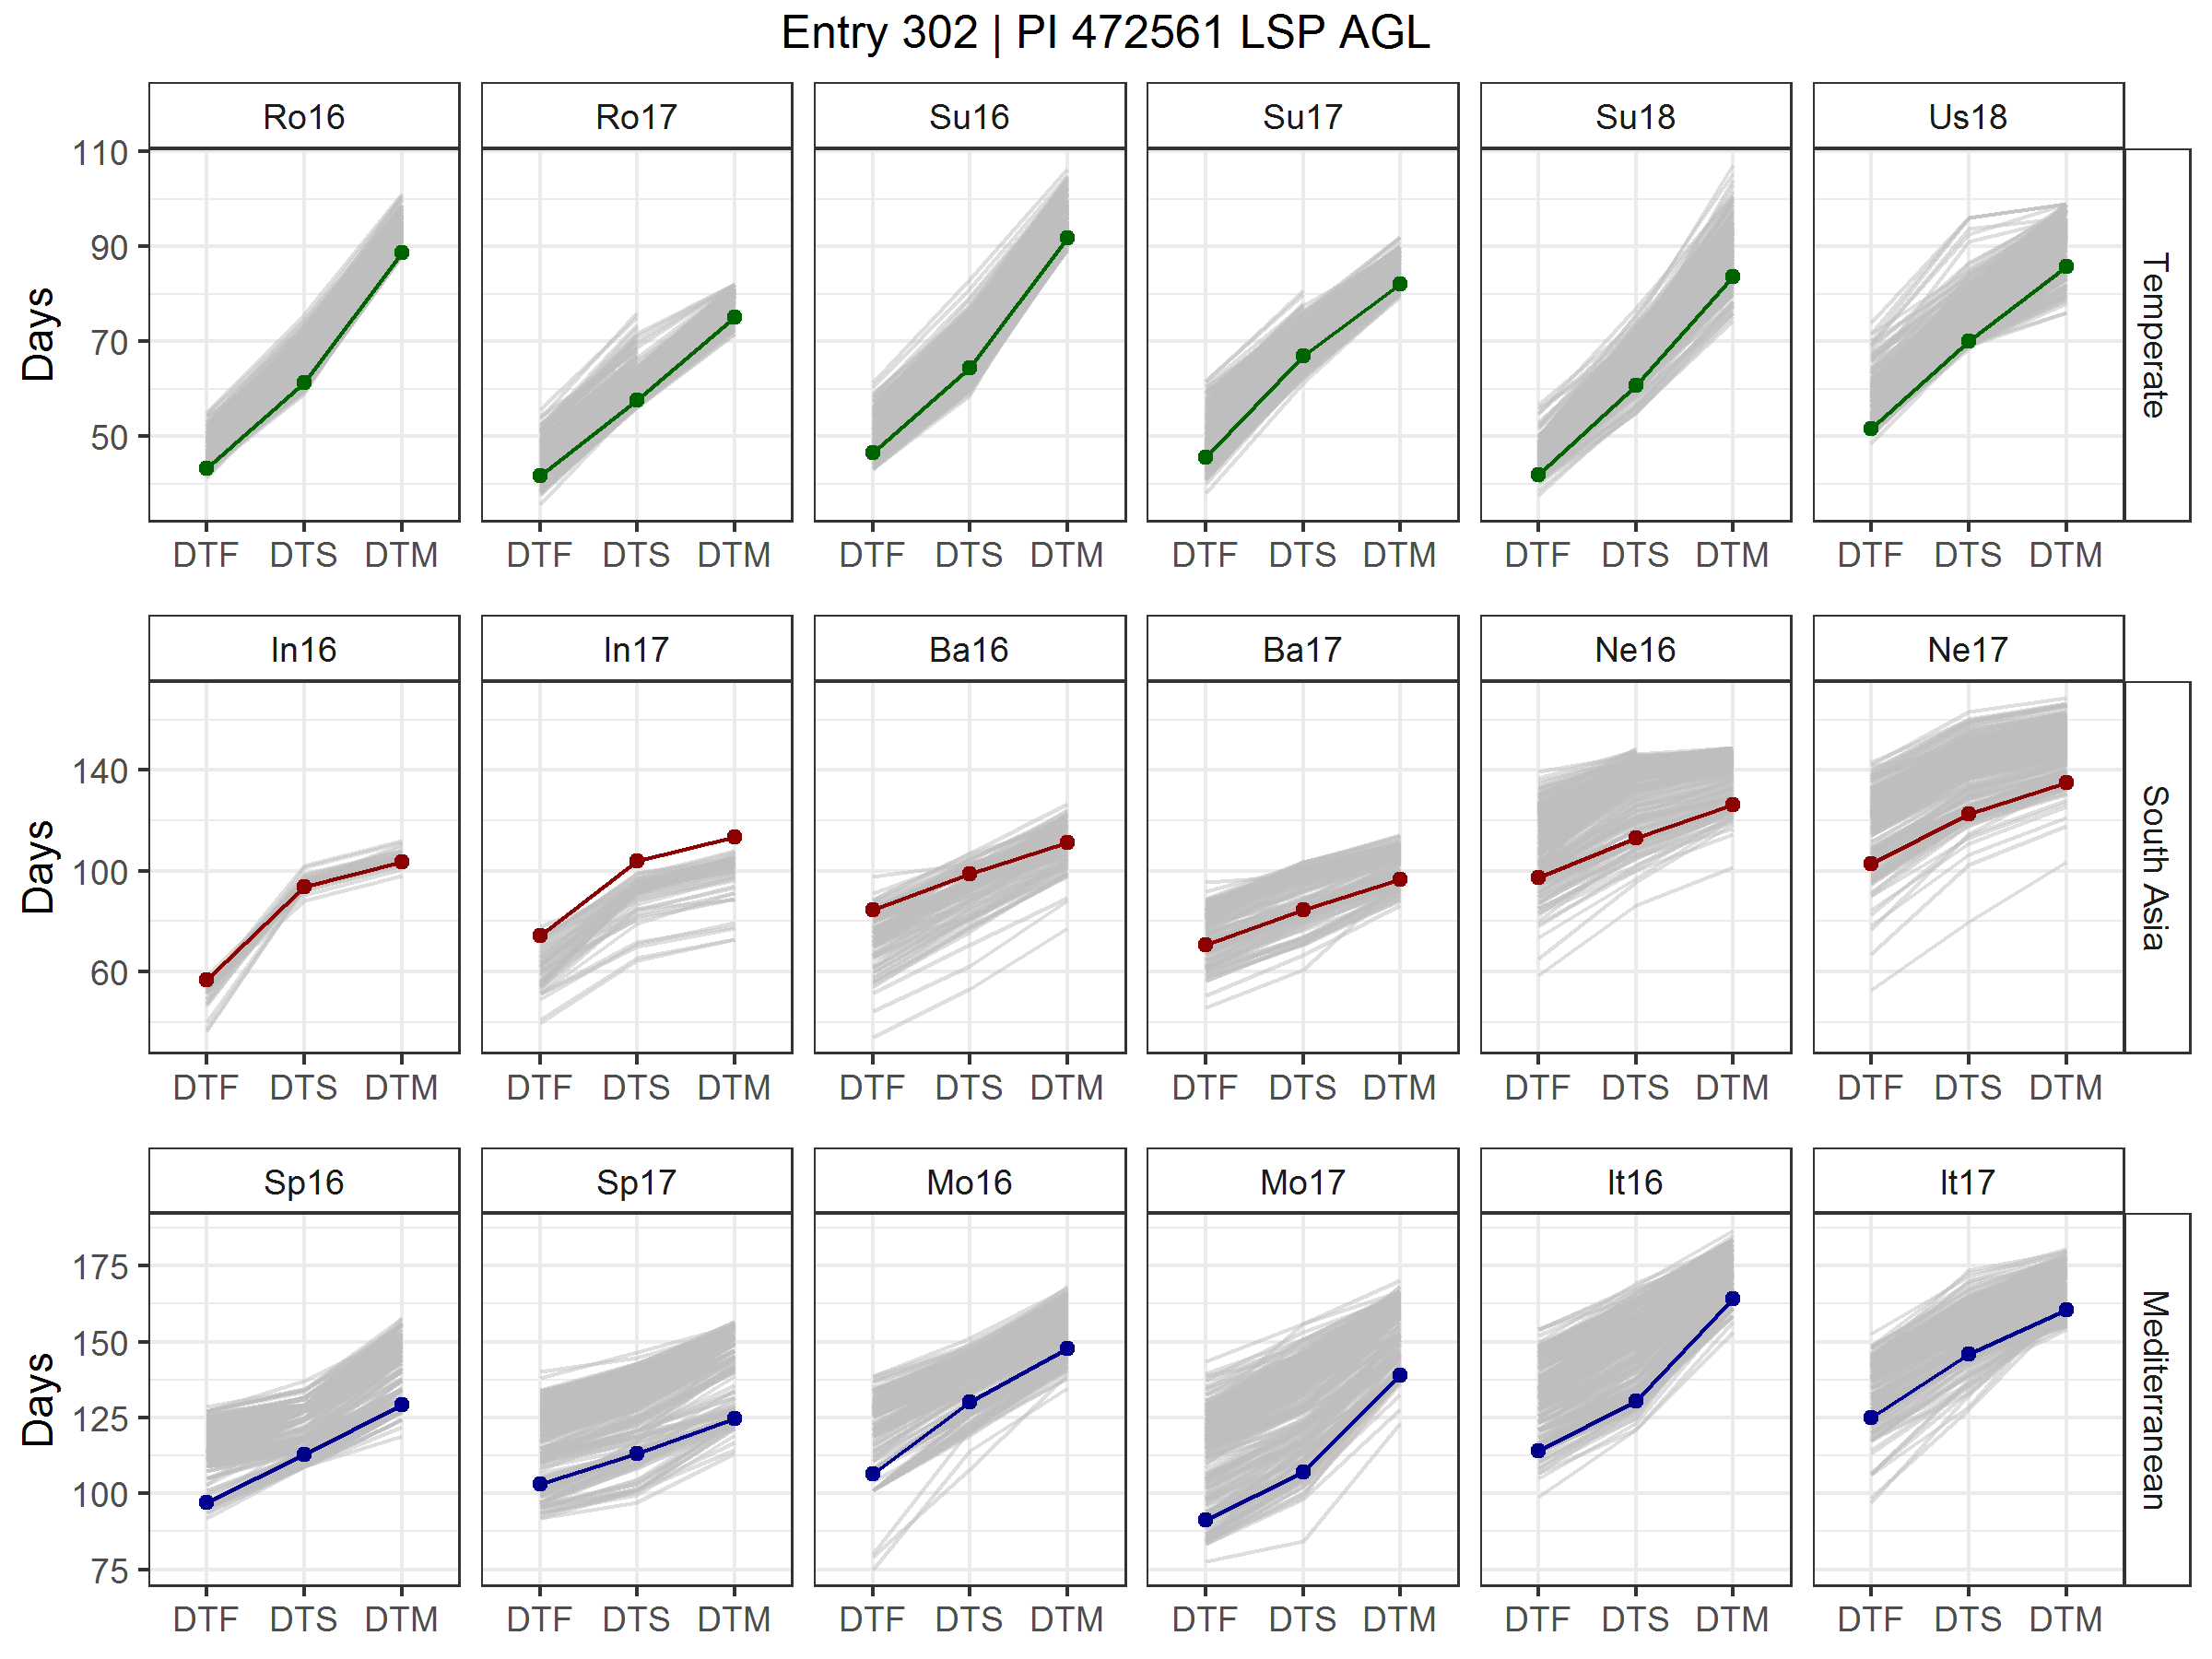 Entry 302 | PI 472561 LSP AGL
Ro16 Ro17 Su16 Su17 Su18 Us18
110
90
70
50
Days
Temperate
DTF DTS DTM DTF DTS DTM DTF DTS DTM DTF DTS DTM DTF DTS DTM DTF DTS DTM
In16 In17 Ba16 Ba17 Ne16 Ne17
140
100
60
Days
South Asia
DTF DTS DTM DTF DTS DTM DTF DTS DTM DTF DTS DTM DTF DTS DTM DTF DTS DTM
Sp16 Sp17 Mo16 Mo17 It16 It17
175
150
125
100
75
Days
Mediterranean
DTF DTS DTM DTF DTS DTM DTF DTS DTM DTF DTS DTM DTF DTS DTM DTF DTS DTM